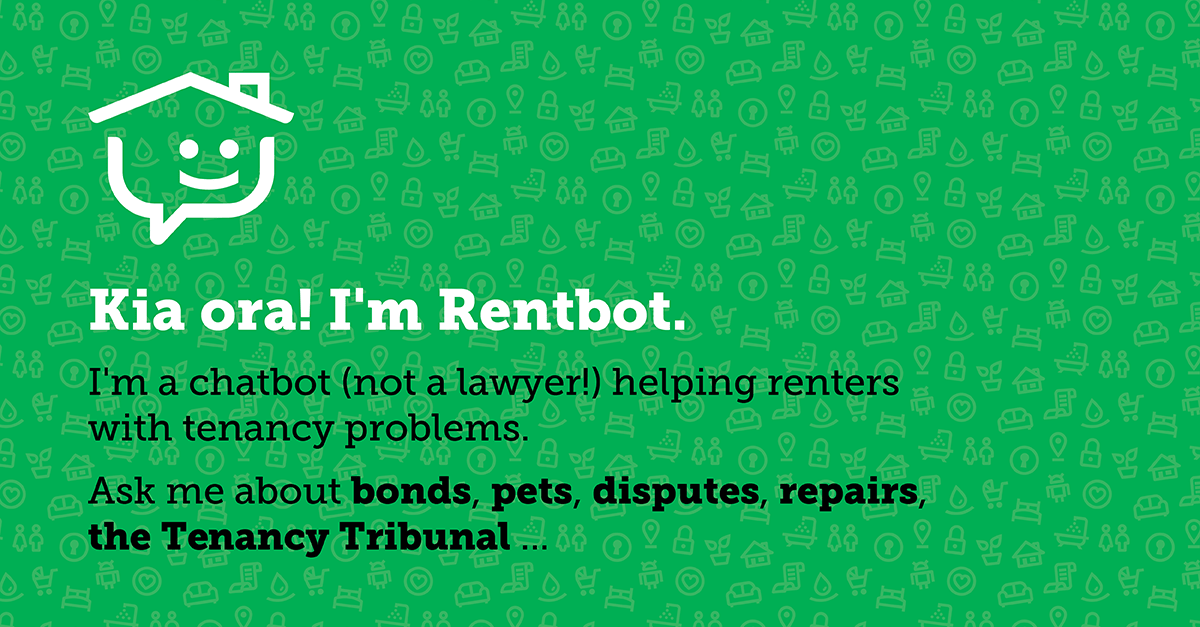 Kia ora! I'm Rentbot.
I'm a chatbot (not a lawyer!) helping renters
with tenancy problems.
Ask me about bonds, pets, disputes, repairs,
the Tenancy Tribunal ...